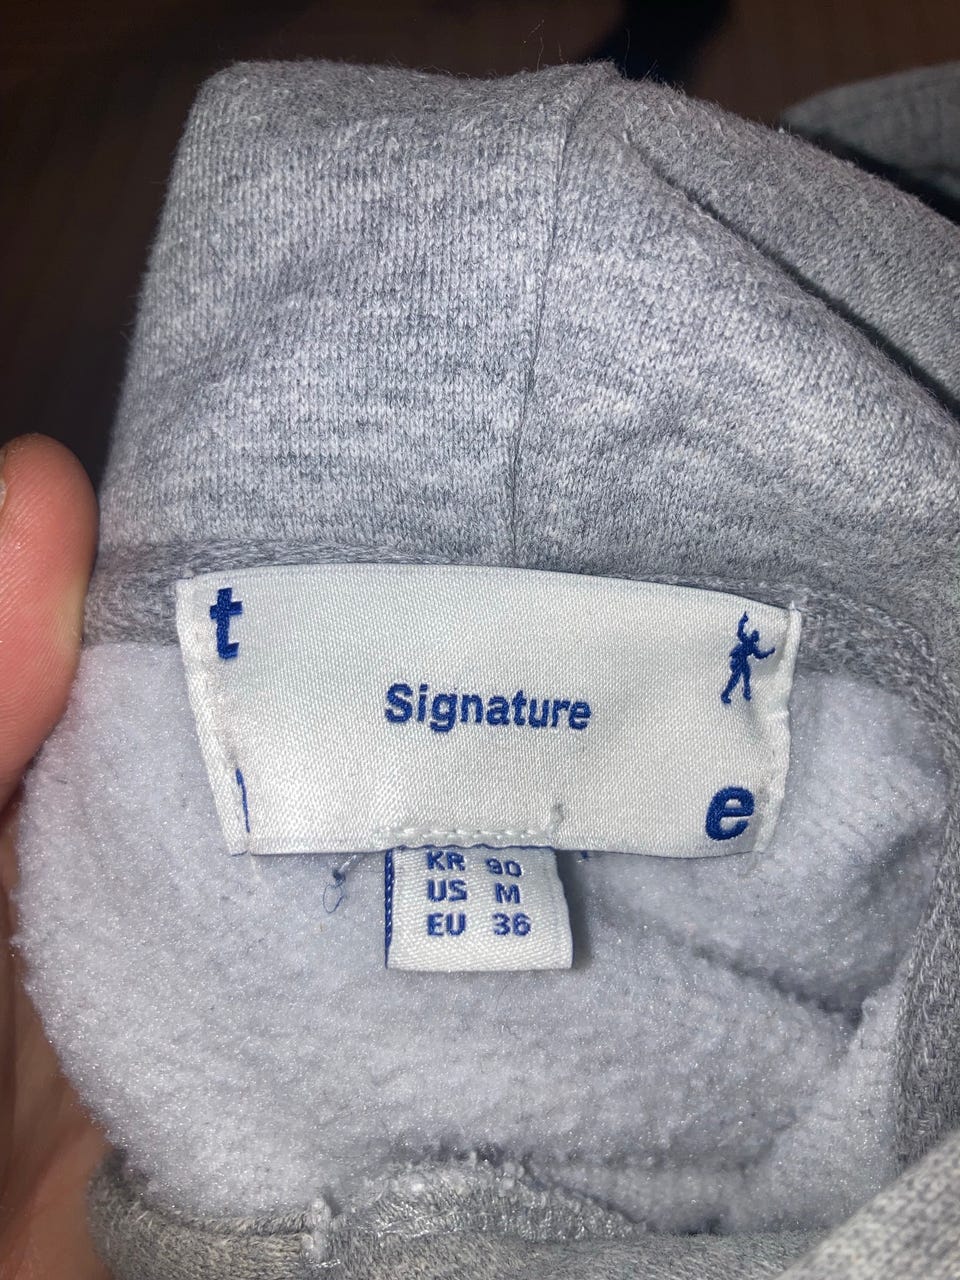 t
Signature
e
KR 90
US M
EU 36